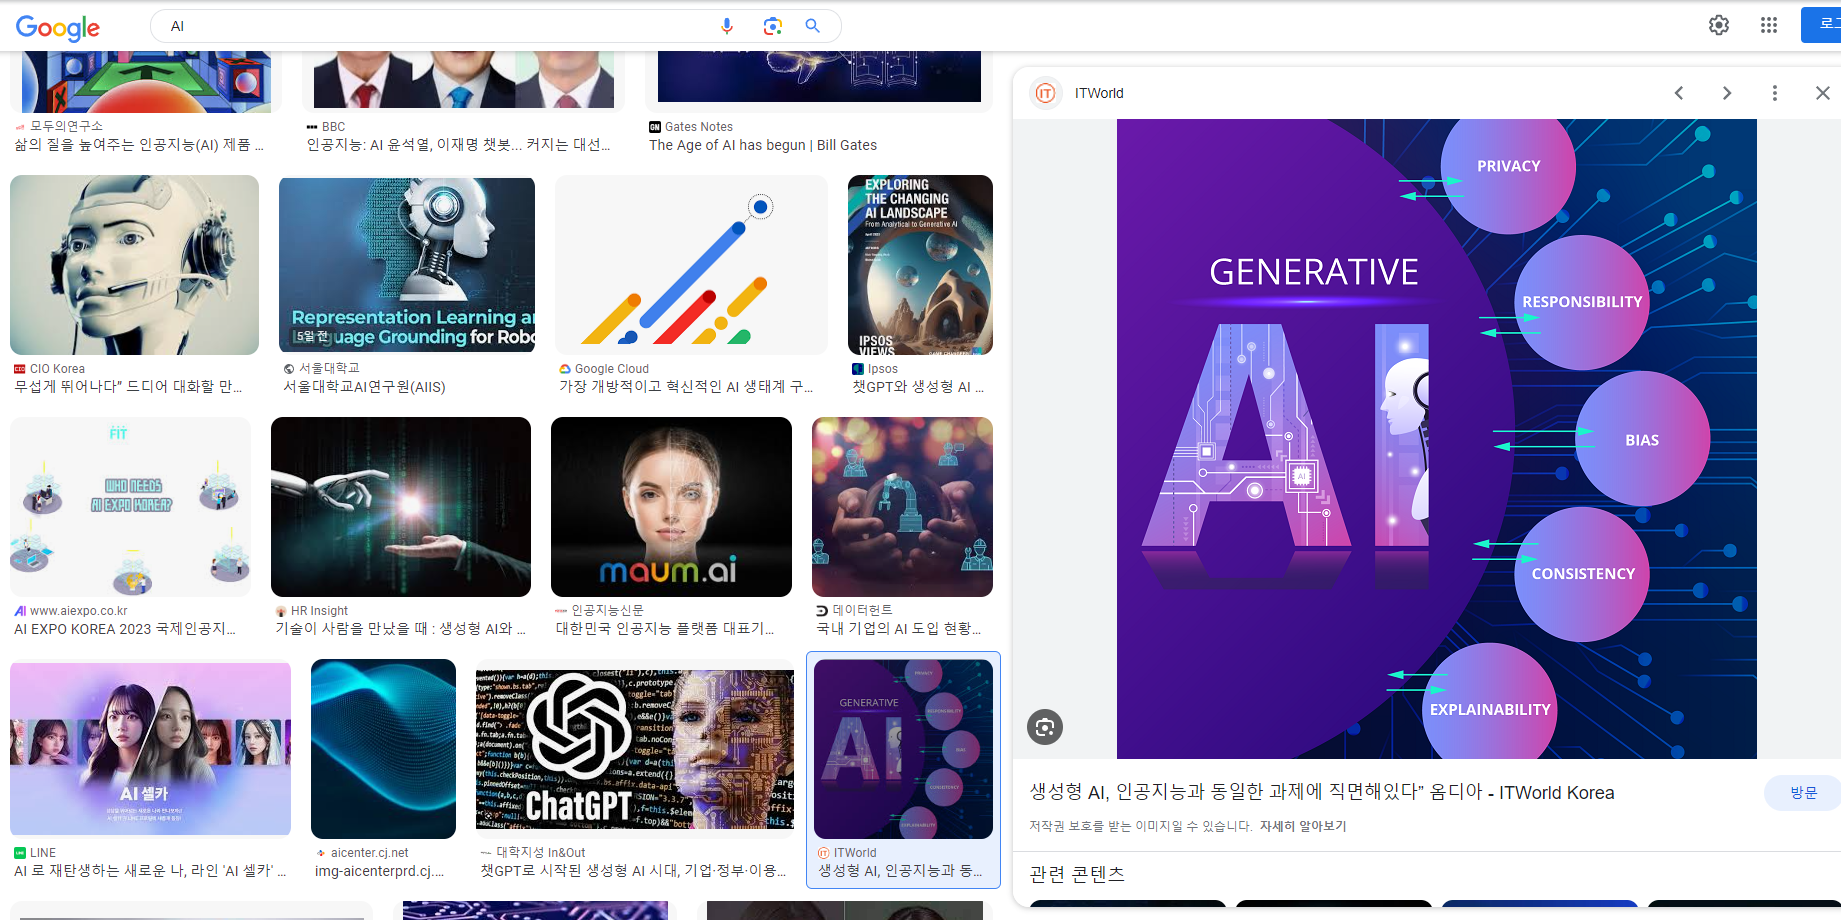 Google
AI
로그
모두의연구소
삶의 질을 높여주는 인공지능(AI) 제품 ...
BBC
인공지능: AI 윤석열, 이재명 챗봇... 커지는 대선...
Gates Notes
The Age of AI has begun | Bill Gates
Representation Learning
5일 전
Language Grounding for Robo
EXPLORING
THE CHANGING
AI LANDSCAPE
From Analytical to Generative AI
IPSOS
VIEWS
CIO Korea
무섭게 뛰어나다” 드디어 대화할 만...
서울대학교
서울대학교AI연구원(AIIS)
Google Cloud
가장 개방적이고 혁신적인 AI 생태계 구...
Ipsos
챗GPT와 생성형 AI ...
FIT
WHO NEEDS
AI EXPO KOREA?
maum.ai
www.aiexpo.co.kr
AI EXPO KOREA 2023 국제인공지...
HR Insight
기술이 사람을 만났을 때 : 생성형 AI와 ...
인공지능신문
대한민국 인공지능 플랫폼 대표기...
데이터헌트
국내 기업의 AI 도입 현황...
AI 셀카
ChatGPT
GENERATIVE
AI
PRIVACY
RESPONSIBILITY
BIAS
CONSISTENCY
EXPLAINABILITY
LINE
AI 로 재탄생하는 새로운 나, 라인 'AI 셀카' ...
aicenter.cj.net
img-aicenterprd.cj....
대학지성 In&Out
챗GPT로 시작된 생성형 AI 시대, 기업·정부·이용...
ITWorld
생성형 AI, 인공지능과 동...
IT
ITWorld
GENERATIVE
AI
AI
PRIVACY
RESPONSIBILITY
BIAS
CONSISTENCY
EXPLAINABILITY
생성형 AI, 인공지능과 동일한 과제에 직면해있다” 옴디아 - ITWorld Korea
방문
저작권 보호를 받는 이미지일 수 있습니다. 자세히 알아보기
관련 콘텐츠